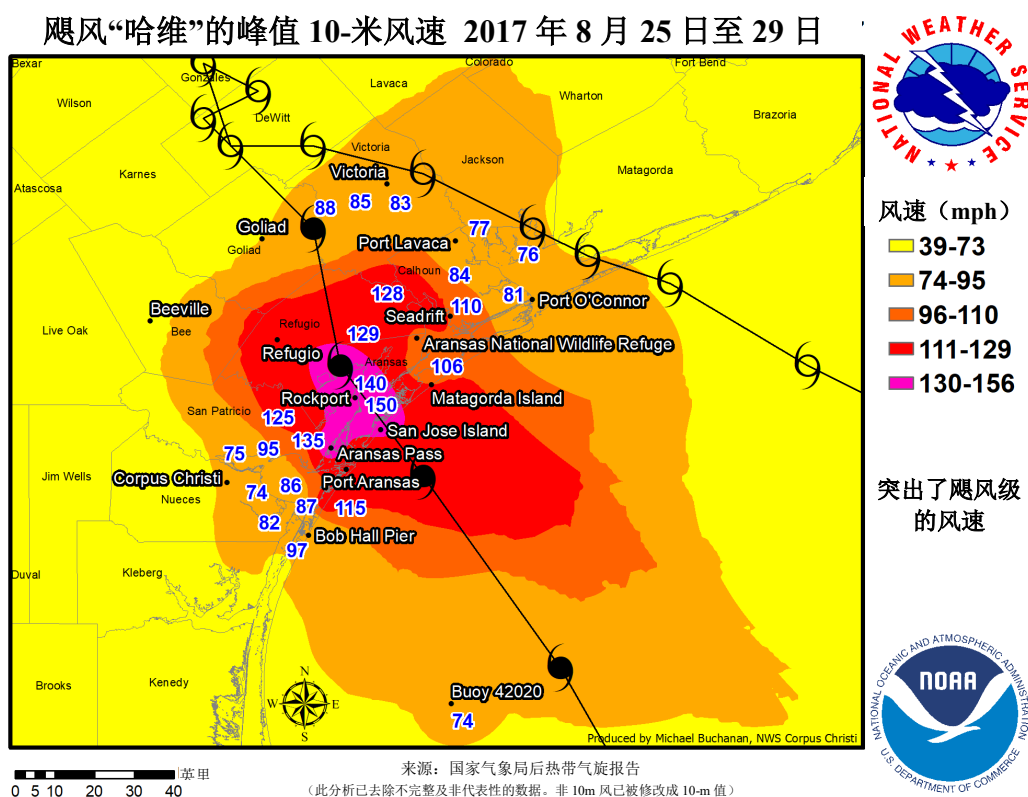 飓风“哈维”的峰值 10-米风速 2017 年 8 月 25 日至 29 日
NATIONAL WEATHER SERVICE
Bexar
Gonzales
Colorado
Fort Bend
Lavaca
Wharton
Wilson
DeWitt
Brazoria
Victoria
Jackson
Karnes
Matagorda
Victoria
Atascosa
88
85
83
Goliad
77
Port Lavaca
Goliad
76
Calhoun
84
128
81
Port O'Connor
110
Beeville
Seadrift
Live Oak
Bee
Refugio
129
Aransas National Wildlife Refuge
Refugio
Aransas
106
140
Rockport
150
Matagorda Island
San Patricio
125
San Jose Island
135
95
75
Aransas Pass
Jim Wells
Corpus Christi
Port Aransas
74
86
Nueces
87
115
82
Bob Hall Pier
97
Duval
Kleberg
Brooks
Kenedy
N
W
E
S
Buoy 42020
74
Produced by Michael Buchanan, NWS Corpus Christi
风速（mph）
39-73
74-95
96-110
111-129
130-156
突出了飓风级
的风速
NATIONAL OCEANIC AND ATMOSPHERIC ADMINISTRATION
NOAA
U.S. DEPARTMENT OF COMMERCE
英里
0 5 10 20 30 40
来源：国家气象局后热带气旋报告
（此分析已去除不完整及非代表性的数据。非 10m 风已被修改成 10-m 值）